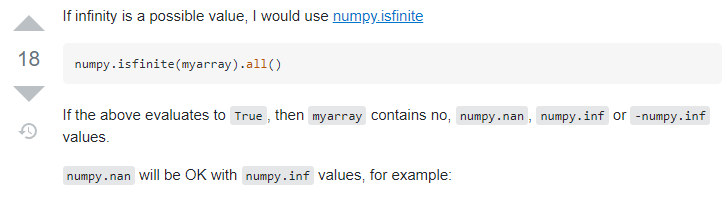 If infinity is a possible value, I would use numpy.isfinite
18
numpy.isfinite(myarray).all()
If the above evaluates to True, then myarray contains no, numpy.nan, numpy.inf or -numpy.inf
values.
numpy.nan will be OK with numpy.inf values, for example: